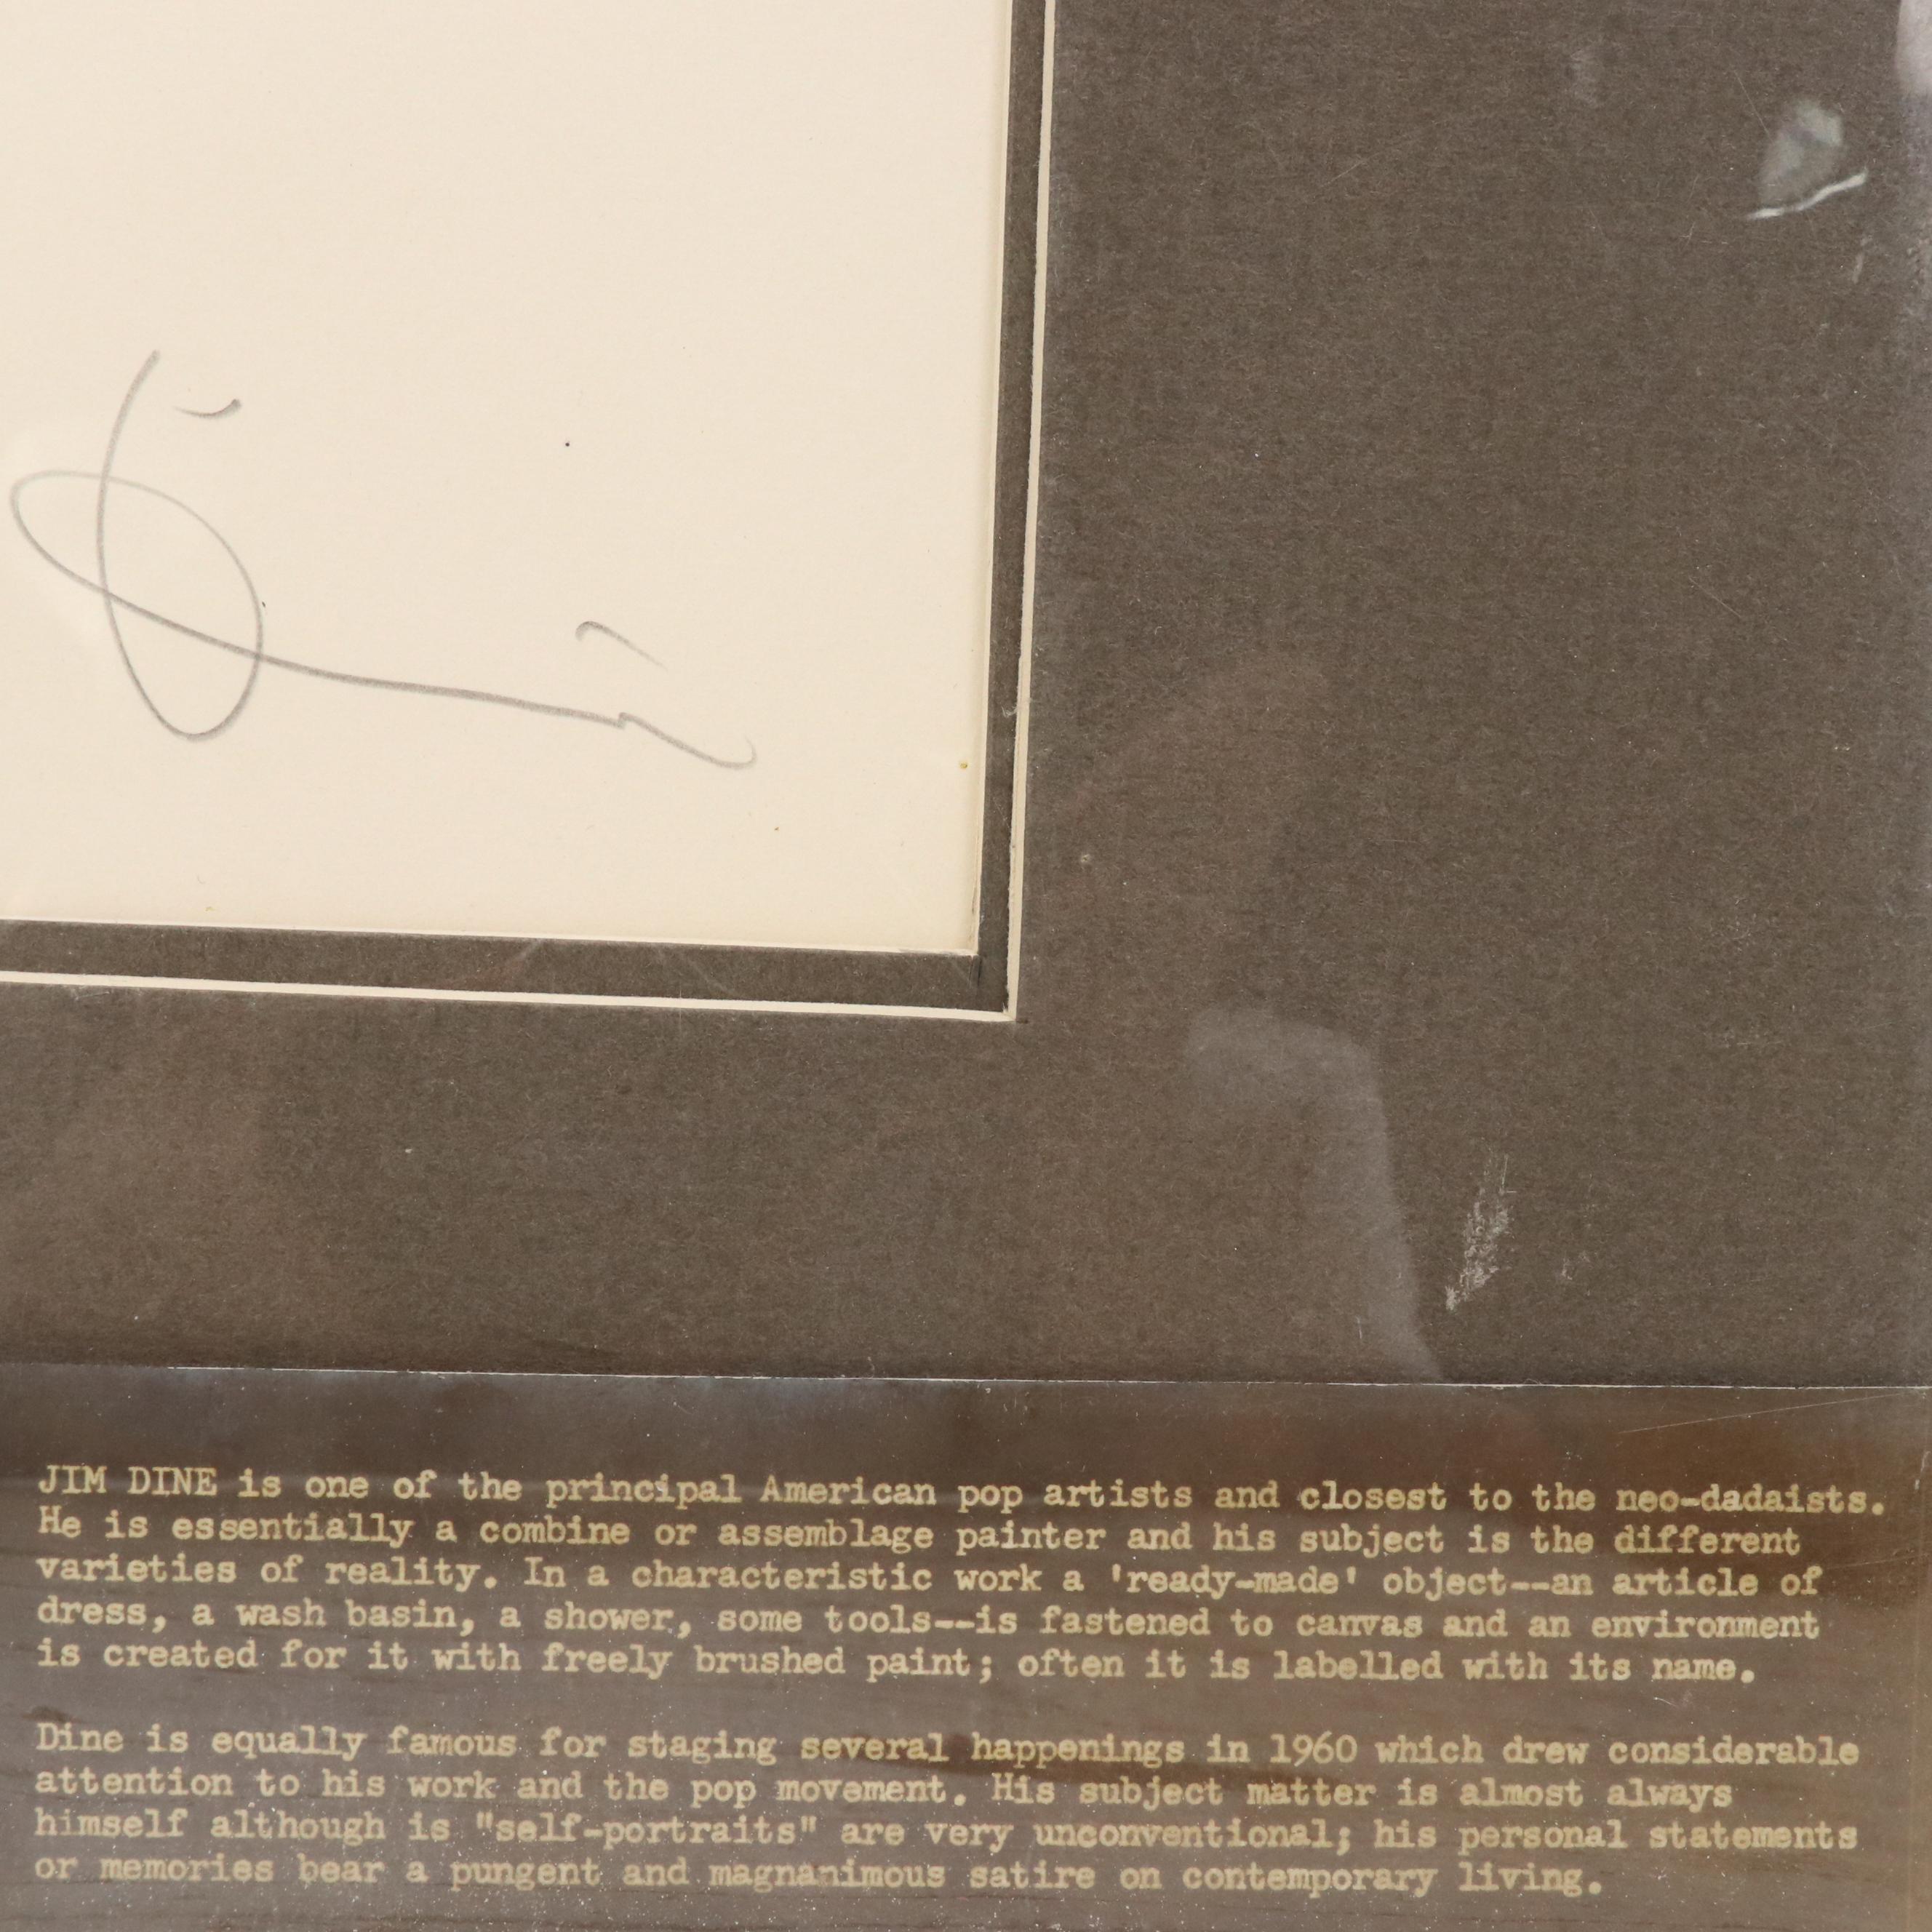 JIM DINE is one of the principal American pop artists and closest to the neo-dadaists.
He is essentially a combine or assemblage painter and his subject is the different
varieties of reality. In a characteristic work a 'ready-made' object--an article of
dress, a wash basin, a shower, some tools--is fastened to canvas and an environment
is created for it with freely brushed paint; often it is labelled with its name.
Dine is equally famous for staging several happenings in 1960 which drew considerable
attention to his work and the pop movement. His subject matter is almost always
himself although is "self-portraits" are very unconventional; his personal statements
or memories bear a pungent and magnanimous satire on contemporary living.